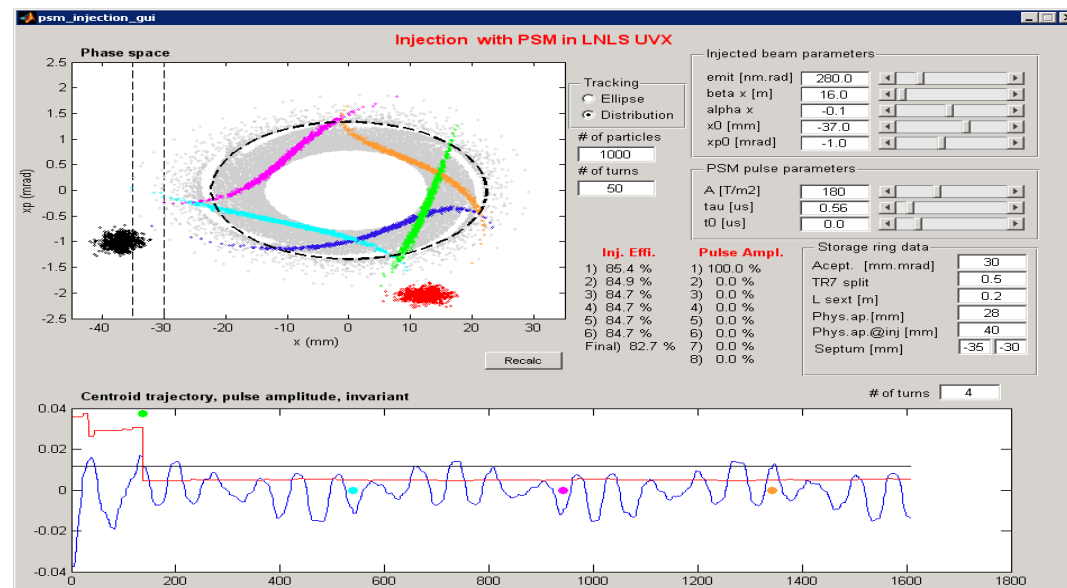 psm_injection_gui
Injection with PSM in LNLS UVX
Phase space
2.5
2
1.5
1
0.5
0
-0.5
-1
-1.5
-2
-2.5
xp (mrad)
-40 -30 -20 -10 0 10 20 30
x (mm)
Tracking
Ellipse
Distribution
# of particles
1000
# of turns
50
Injected beam parameters
emit [nm.rad] 280.0
beta x [m] 16.0
alpha x -0.1
x0 [mm] -37.0
xp0 [mrad] -1.0
PSM pulse parameters
A [T/m2] 180
tau [us] 0.56
t0 [us] 0.0
Inj. Effi.
1) 85.4 %
2) 84.9 %
3) 84.7 %
4) 84.7 %
5) 84.7 %
6) 84.7 %
Final) 82.7 %
Pulse Ampl.
1) 100.0 %
2) 0.0 %
3) 0.0 %
4) 0.0 %
5) 0.0 %
6) 0.0 %
7) 0.0 %
8) 0.0 %
Storage ring data
Acept. [mm.mrad] 30
TR7 split 0.5
L sext [m] 0.2
Phys.ap.[mm] 28
Phys.ap.@inj [mm] 40
Septum [mm] -35 -30
Recalc
# of turns 4
Centroid trajectory, pulse amplitude, invariant
0.04
0.02
0
-0.02
-0.04
0 200 400 600 800 1000 1200 1400 1600 1800